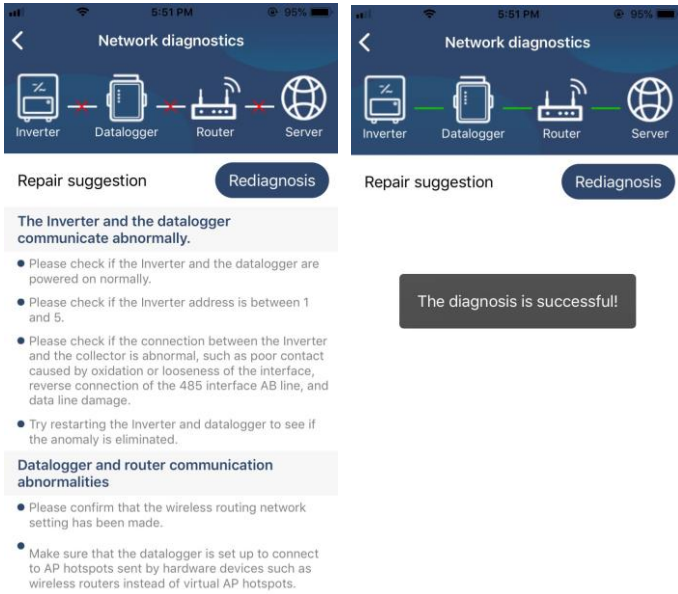 5:51 PM
95%
Network diagnostics
Inverter
Datalogger
Router
Server
Repair suggestion
Rediagnosis
The Inverter and the datalogger
communicate abnormally.
Please check if the Inverter and the datalogger are
powered on normally.
Please check if the Inverter address is between 1
and 5.
Please check if the connection between the Inverter
and the collector is abnormal, such as poor contact
caused by oxidation or looseness of the interface,
reverse connection of the 485 interface AB line, and
data line damage.
Try restarting the Inverter and datalogger to see if
the anomaly is eliminated.
Datalogger and router communication
abnormalities
Please confirm that the wireless routing network
setting has been made.
Make sure that the datalogger is set up to connect
to AP hotspots sent by hardware devices such as
wireless routers instead of virtual AP hotspots.
5:51 PM
95%
Network diagnostics
Inverter
Datalogger
Router
Server
Repair suggestion
Rediagnosis
The diagnosis is successful!